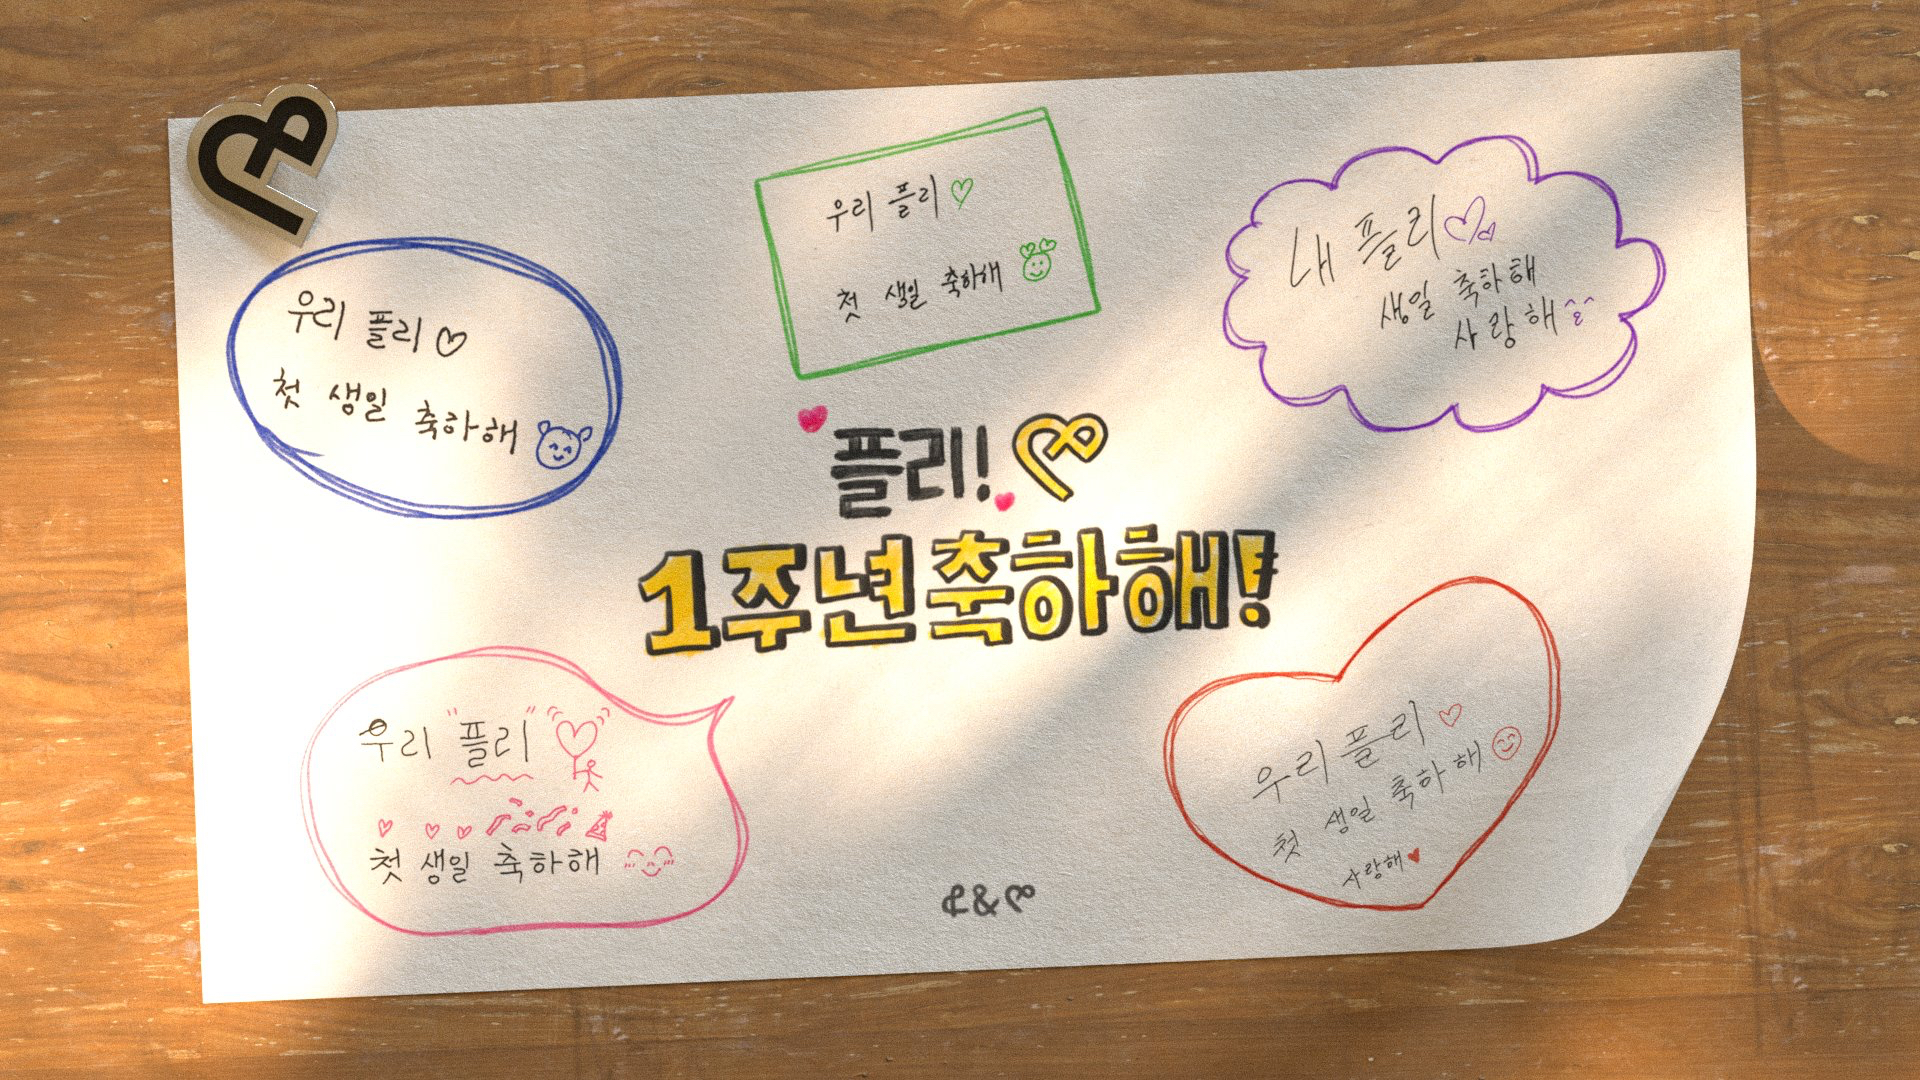 우리 플리♡
첫 생일 축하해
우리 플리♡
첫 생일 축하해
내 플리♡♡
생일 축하해
사랑해^^
플리!
1주년 축하해!
우리 "플리"
첫 생일 축하해
우리 플리♡
첫 생일 축하해
사랑해♥
&